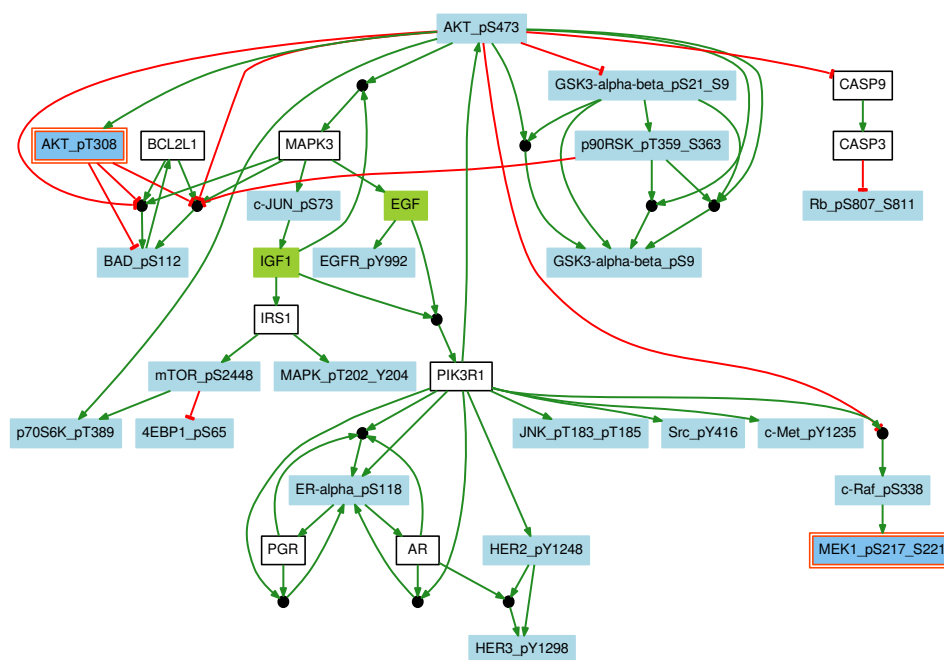 AKT_pS473
GSK3-alpha-beta_pS21_S9
CASP9
AKT_pT308
BCL2L1
MAPK3
p90RSK_pT359_S363
CASP3
c-JUN_pS73
EGF
Rb_pS807_S811
BAD_pS112
IGF1
EGFR_pY992
GSK3-alpha-beta_pS9
IRS1
mTOR_pS2448
MAPK_pT202_Y204
PIK3R1
p70S6K_pT389
4EBP1_pS65
JNK_pT183_pT185
Src_pY416
c-Met_pY1235
ER-alpha_pS118
c-Raf_pS338
PGR
AR
HER2_pY1248
MEK1_pS217_S221
HER3_pY1298